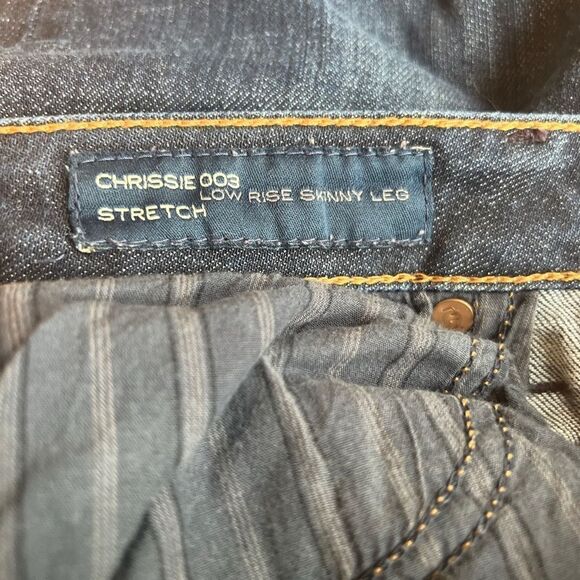 CHRISSIE 003
LOW RISE SKINNY LEG
STRETCH